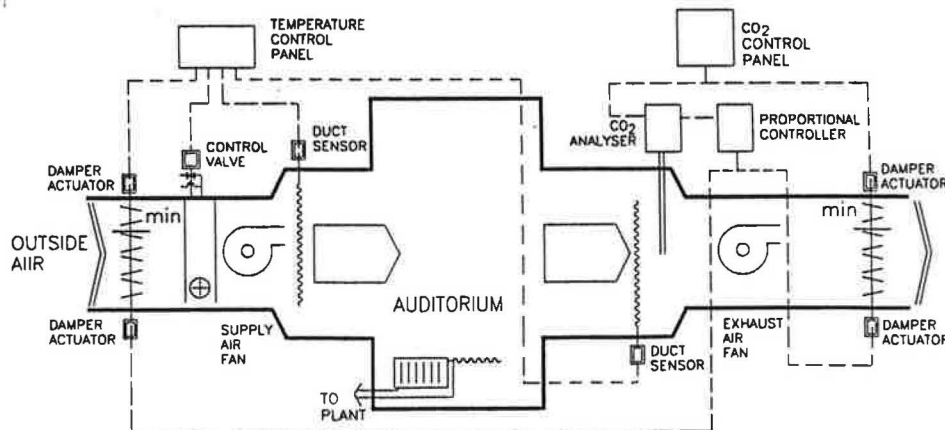 TEMPERATURE
CONTROL
PANEL
CO2
CONTROL
PANEL
DUCT
SENSOR
CO2
ANALYSER
PROPORTIONAL
CONTROLLER
CONTROL
VALVE
DAMPER
ACTUATOR
DAMPER
ACTUATOR
min
min
OUTSIDE
AIIR
AUDITORIUM
DAMPER
ACTUATOR
SUPPLY
AIR
FAN
EXHAUST
AIR
FAN
DAMPER
ACTUATOR
DUCT
SENSOR
TO
PLANT